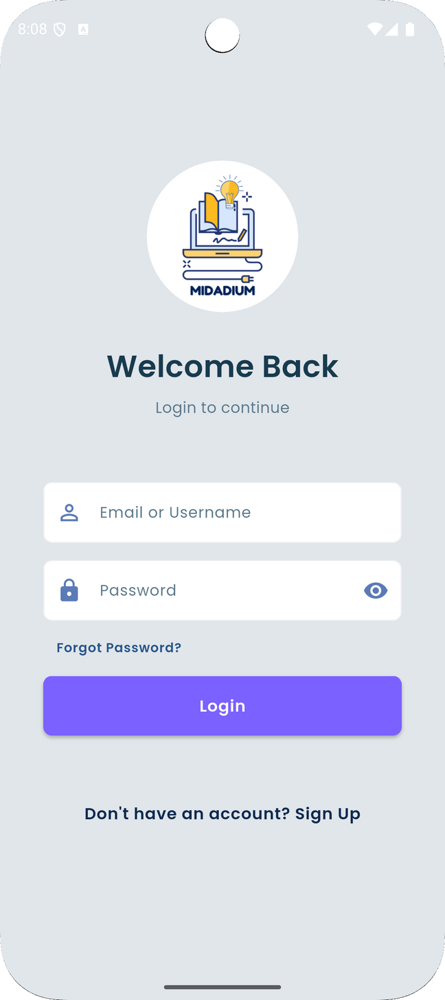 8:08
A
MIDADIUM
Welcome Back
Login to continue
Email or Username
Password
Forgot Password?
Login
Don't have an account? Sign Up